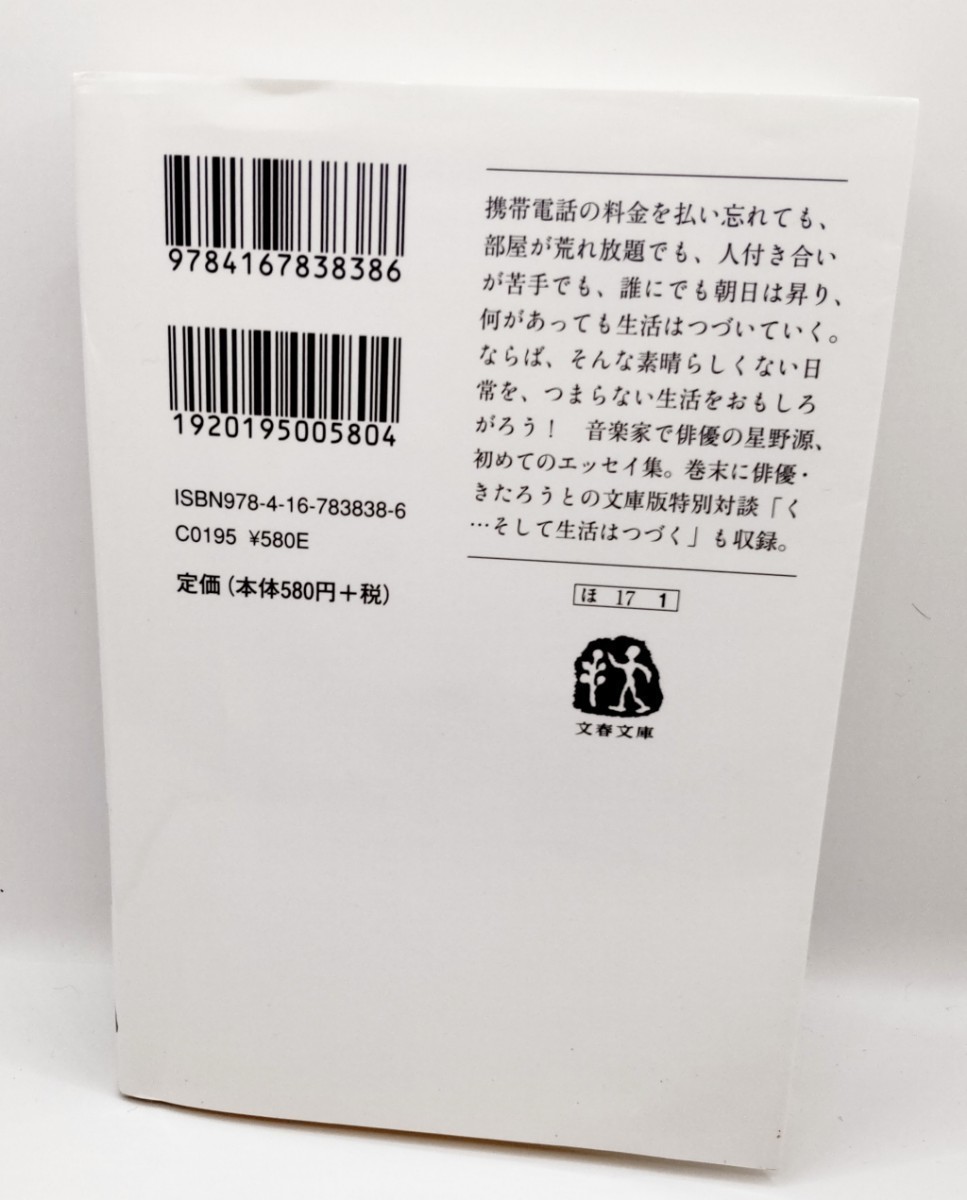 9784167838386
1920195005804
ISBN978-4-16-783838-6
C0195 ¥580E
定価(本体580円+税)
携帯電話の料金を払い忘れても、
部屋が荒れ放題でも、人付き合い
が苦手でも、誰にでも朝日は昇り、
何があっても生活はつづいていく。
ならば、そんな素晴らしくない日
常を、つまらない生活をおもしろ
がろう! 音楽家で俳優の星野源、
初めてのエッセイ集。巻末に俳優・
きたろうとの文庫版特別対談「く
…そして生活はつづく」も収録。
ほ 17 1
文春文庫